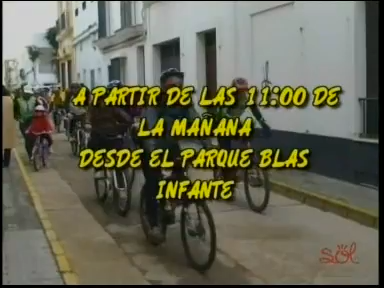 A PARTIR DE LAS 11:00 DE
LA MAÑANA
DESDE EL PARQUE BLAS
INFANTE
SOL